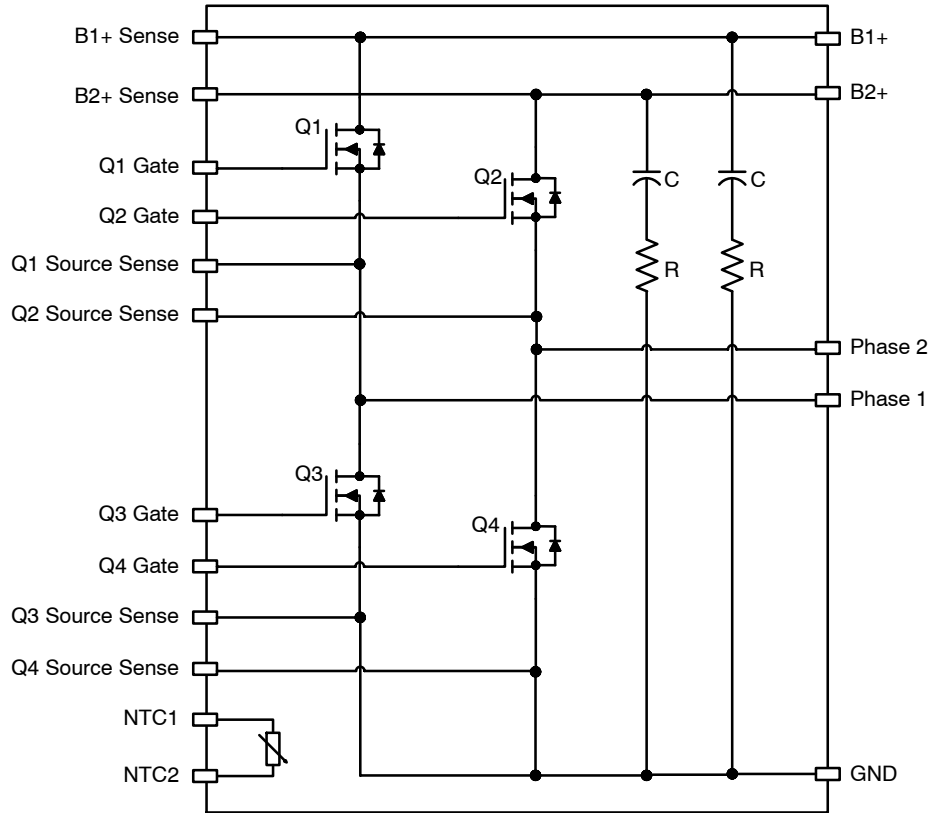 B1+ Sense
B1+
B2+ Sense
B2+
Q1
Q1 Gate
Q2
C
C
Q2 Gate
Q1 Source Sense
R
R
Q2 Source Sense
Phase 2
Phase 1
Q3
Q3 Gate
Q4
Q4 Gate
Q3 Source Sense
Q4 Source Sense
NTC1
NTC2
GND